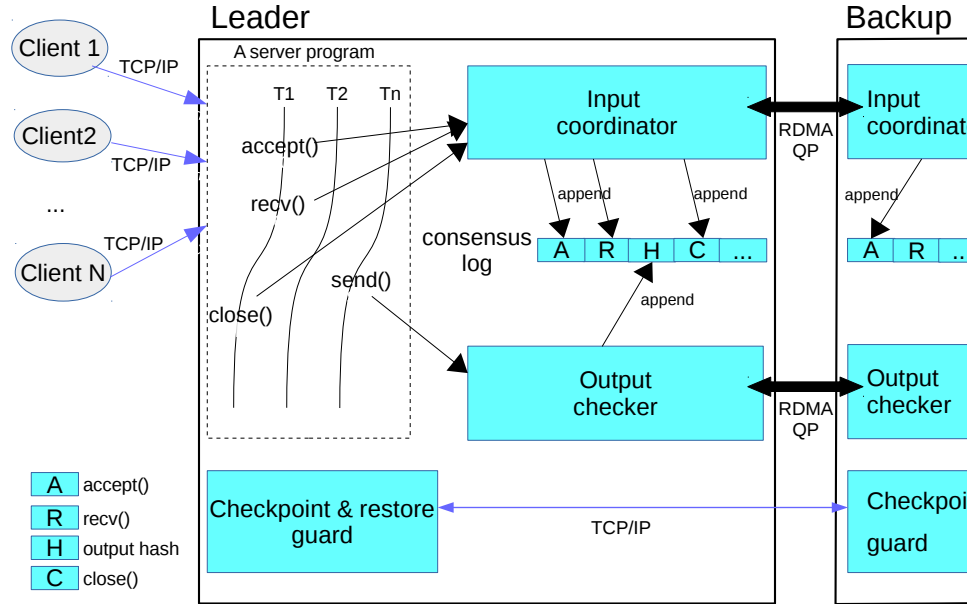 Leader
Backup
Client 1
TCP/IP
Client2
TCP/IP
...
TCP/IP
Client N
A server program
T1 T2 Tn
accept()
recv()
send()
close()
Input
coordinator
append append
consensus
log
A R H C ...
append
Output
checker
Checkpoint & restore
guard
RDMA
QP
RDMA
QP
TCP/IP
Input
coordinat
append
A R ..
Output
checker
Checkpoi
guard
A accept()
R recv()
H output hash
C close()